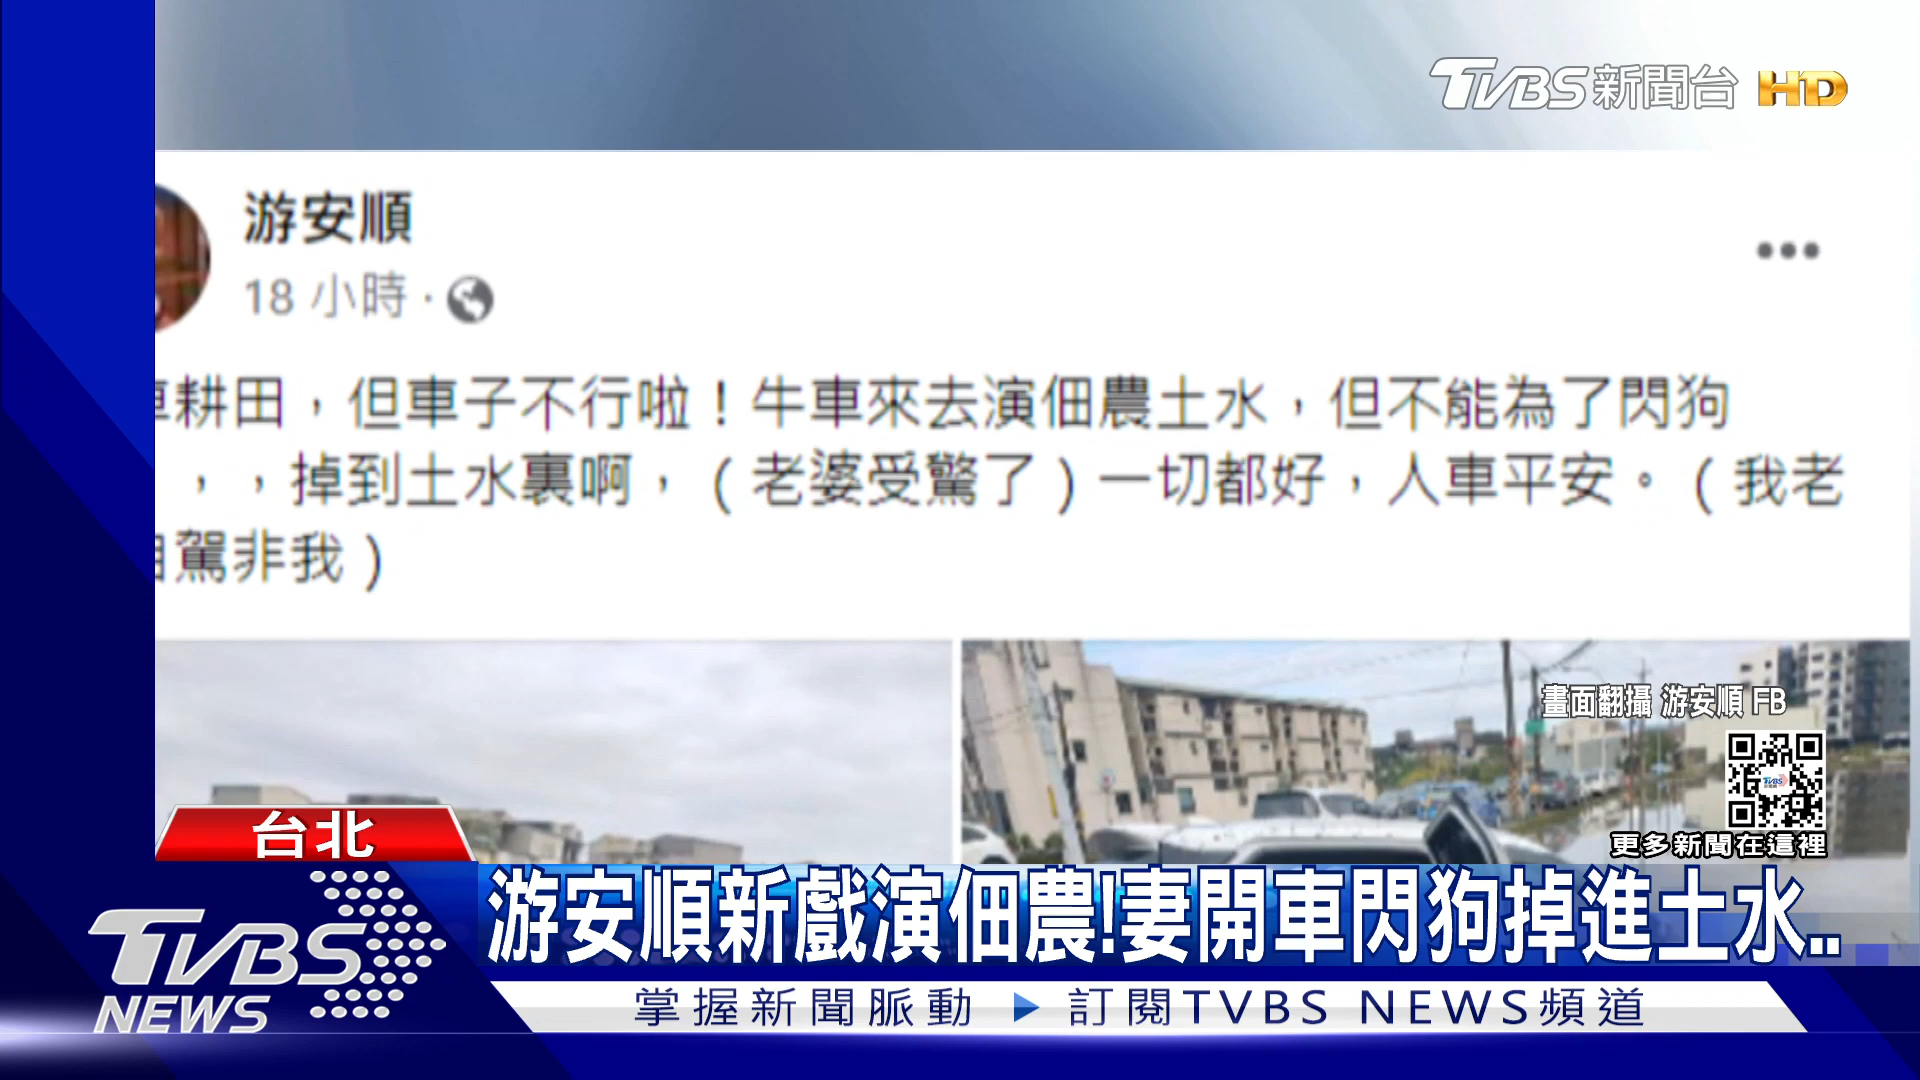 TVBS新聞台 HD
游安順
18 小時
耕田，但車子不行啦！牛車來去演佃農土水，但不能為了閃狗
，，掉到土水裏啊，（老婆受驚了）一切都好，人車平安。（我老
駕非我）
畫面翻攝 游安順 FB
TVBS
更多新聞在這裡
台北
游安順新戲演佃農!妻開車閃狗掉進土水..
TVBS
NEWS
掌握新聞脈動 ▶ 訂閱TVBS NEWS頻道